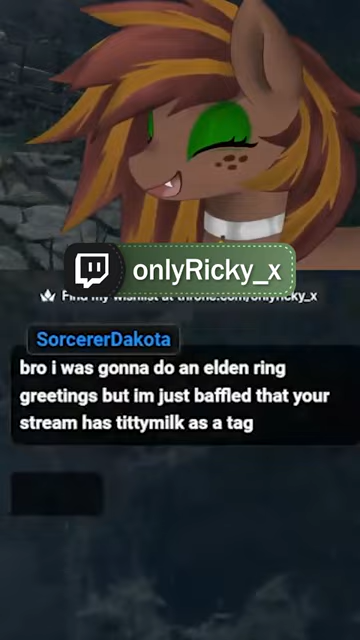 onlyRicky_x
Find my wishlist at throne.com/onlyricky_x
SorcererDakota
bro i was gonna do an elden ring
greetings but im just baffled that your
stream has tittymilk as a tag